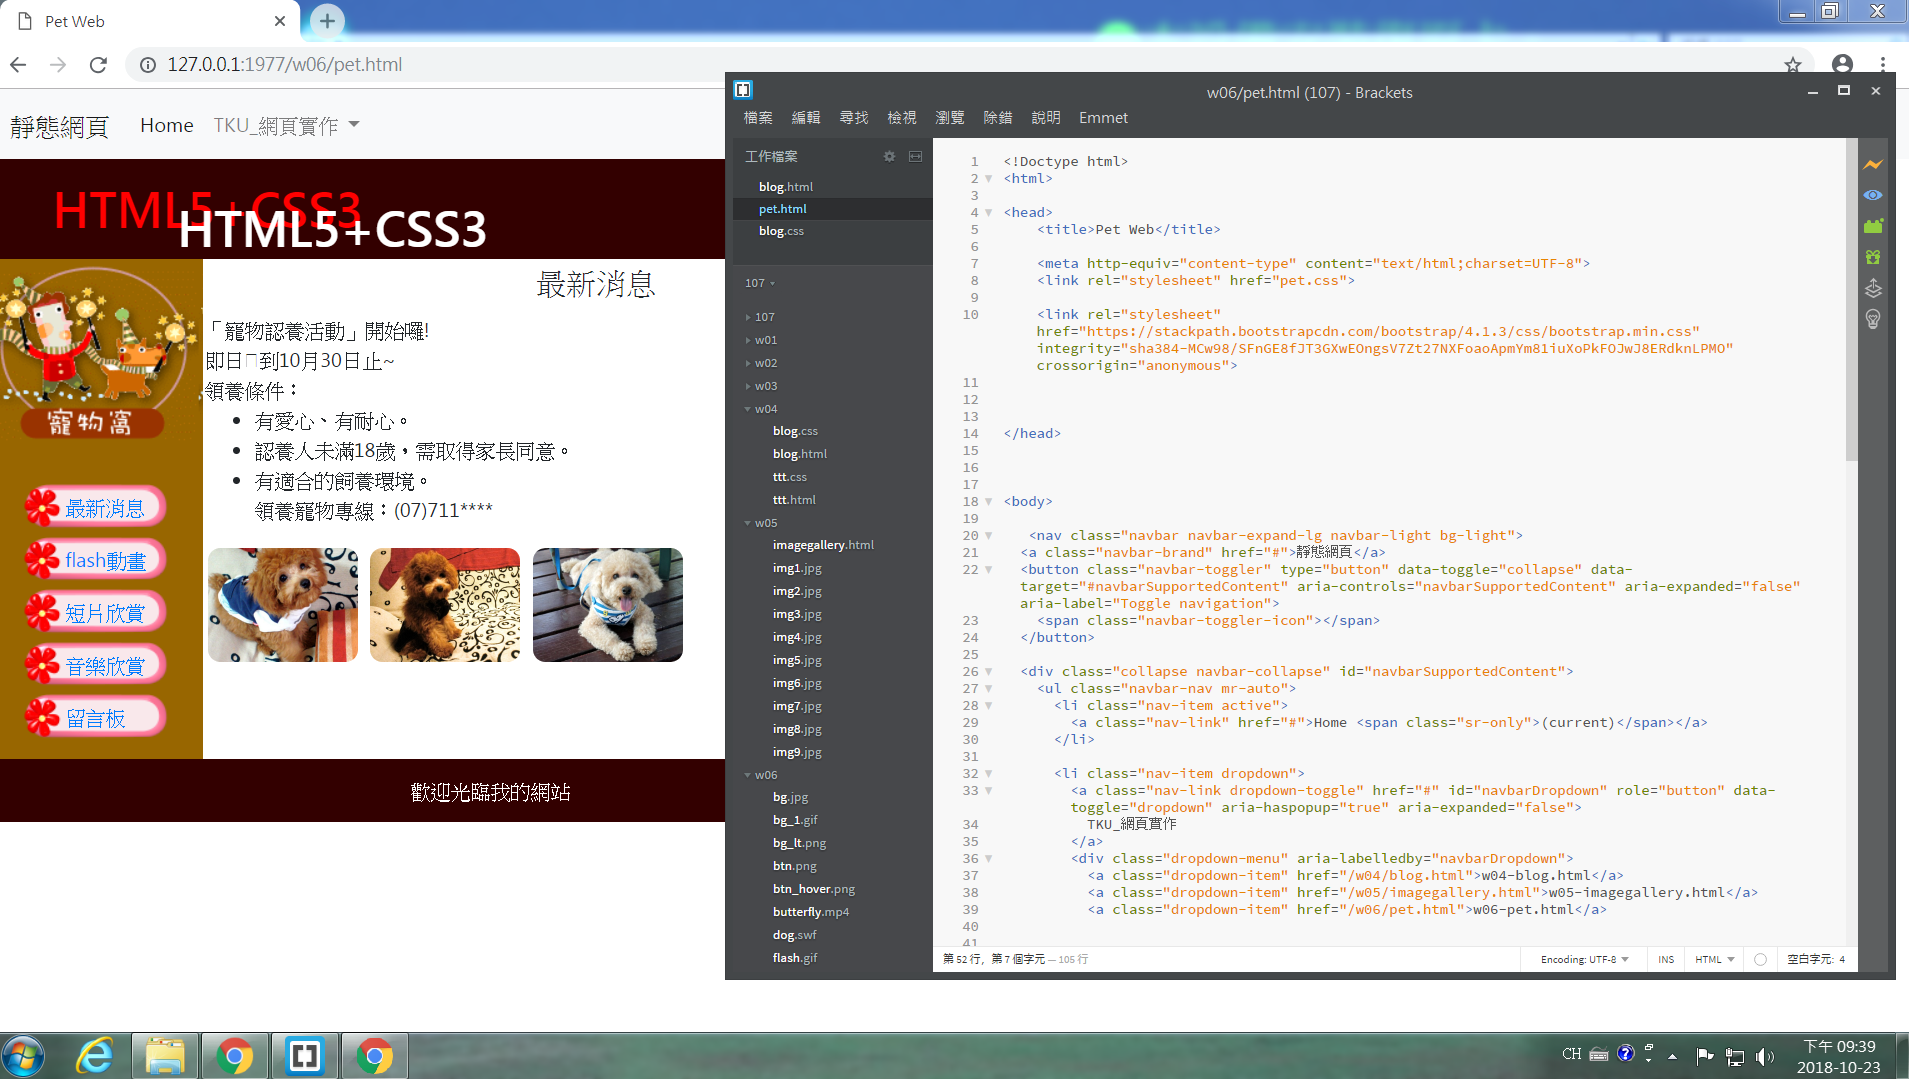 Pet Web
127.0.0.1:1977/w06/pet.html
靜態網頁
Home
TKU_網頁實作
HTML5+CSS3
HTML5+CSS3
寵物窩
最新消息
flash動畫
短片欣賞
音樂欣賞
留言板
最新消息
「寵物認養活動」開始囉!
即日到10月30日止~
領養條件：
有愛心、有耐心。
認養人未滿18歲，需取得家長同意。
有適合的飼養環境。
領養寵物專線：(07)711****
歡迎光臨我的網站
w06/pet.html (107) - Brackets
檔案 編輯 尋找 檢視 瀏覽 除錯 說明 Emmet
工作檔案
blog.html
pet.html
blog.css
107
107
w01
w02
w03
w04
blog.css
blog.html
ttt.css
ttt.html
w05
imagegallery.html
img1.jpg
img2.jpg
img3.jpg
img4.jpg
img5.jpg
img6.jpg
img7.jpg
img8.jpg
img9.jpg
w06
bg.jpg
bg_1.gif
bg_lt.png
btn.png
btn_hover.png
butterfly.mp4
dog.swf
flash.gif
1 <!Doctype html>
2 <html>
3
4 <head>
5 <title>Pet Web</title>
6
7 <meta http-equiv="content-type" content="text/html;charset=UTF-8">
8 <link rel="stylesheet" href="pet.css">
9
10 <link rel="stylesheet"
href="https://stackpath.bootstrapcdn.com/bootstrap/4.1.3/css/bootstrap.min.css"
integrity="sha384-MCw98/SFnGE8fJT3GXwEOngsV7Zt27NXFoaoApmYm81iuXoPkFOJwJ8ERdknLPMO"
crossorigin="anonymous">
11
12
13
14 </head>
15
16
17
18 <body>
19
20 <nav class="navbar navbar-expand-lg navbar-light bg-light">
21 <a class="navbar-brand" href="#">靜態網頁</a>
22 <button class="navbar-toggler" type="button" data-toggle="collapse" data-
target="#navbarSupportedContent" aria-controls="navbarSupportedContent" aria-expanded="false"
aria-label="Toggle navigation">
23 <span class="navbar-toggler-icon"></span>
24 </button>
25
26 <div class="collapse navbar-collapse" id="navbarSupportedContent">
27 <ul class="navbar-nav mr-auto">
28 <li class="nav-item active">
29 <a class="nav-link" href="#">Home <span class="sr-only">(current)</span></a>
30 </li>
31
32 <li class="nav-item dropdown">
33 <a class="nav-link dropdown-toggle" href="#" id="navbarDropdown" role="button" data-
toggle="dropdown" aria-haspopup="true" aria-expanded="false">
34 TKU_網頁實作
35 </a>
36 <div class="dropdown-menu" aria-labelledby="navbarDropdown">
37 <a class="dropdown-item" href="/w04/blog.html">w04-blog.html</a>
38 <a class="dropdown-item" href="/w05/imagegallery.html">w05-imagegallery.html</a>
39 <a class="dropdown-item" href="/w06/pet.html">w06-pet.html</a>
40
41
第 52 行，第 7 個字元 — 105 行
Encoding: UTF-8 INS HTML 空白字元: 4
CH
下午 09:39
2018-10-23